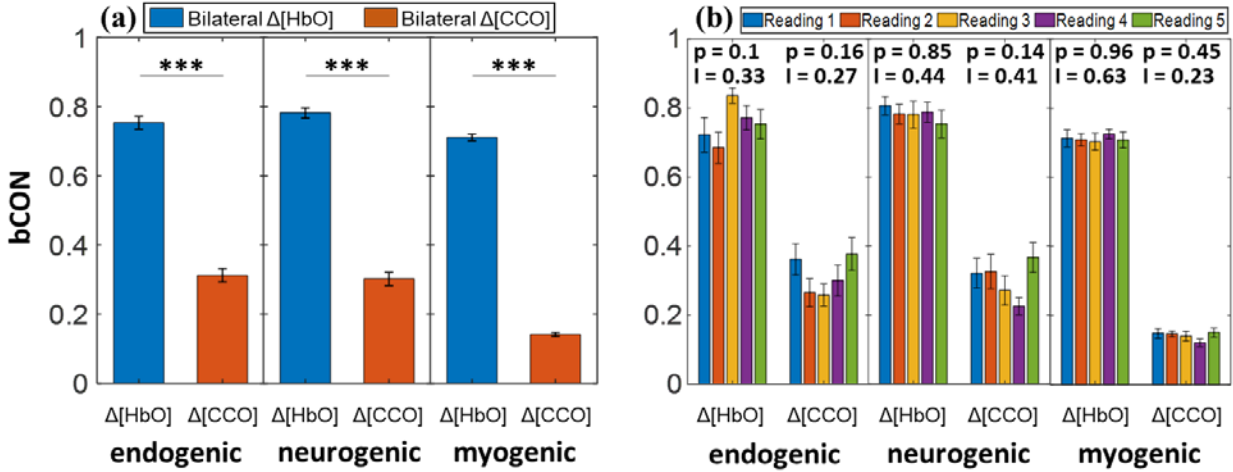 (a)
Bilateral Δ[HbO] Bilateral Δ[CCO]
1
0.8
0.6
0.4
0.2
0
bCON
*** *** ***
Δ[HbO] Δ[CCO] Δ[HbO] Δ[CCO] Δ[HbO] Δ[CCO]
endogenic neurogenic myogenic
(b)
Reading 1 Reading 2 Reading 3 Reading 4 Reading 5
1
0.8
0.6
0.4
0.2
0
p = 0.1 p = 0.16 p = 0.85 p = 0.14 p = 0.96 p = 0.45
I = 0.33 I = 0.27 I = 0.44 I = 0.41 I = 0.63 I = 0.23
Δ[HbO] Δ[CCO] Δ[HbO] Δ[CCO] Δ[HbO] Δ[CCO]
endogenic neurogenic myogenic